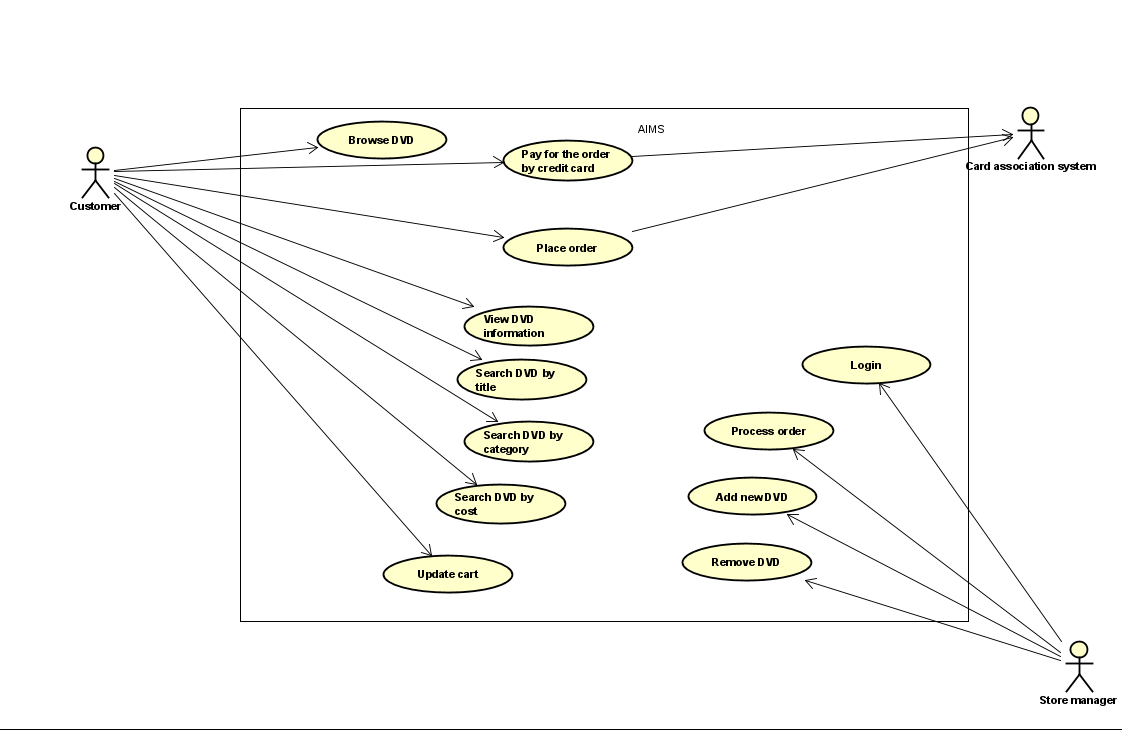 AIMS
Browse DVD
Pay for the order
by credit card
Card association system
Customer
Place order
View DVD
information
Search DVD by
title
Login
Search DVD by
category
Process order
Search DVD by
cost
Add new DVD
Update cart
Remove DVD
Store manager